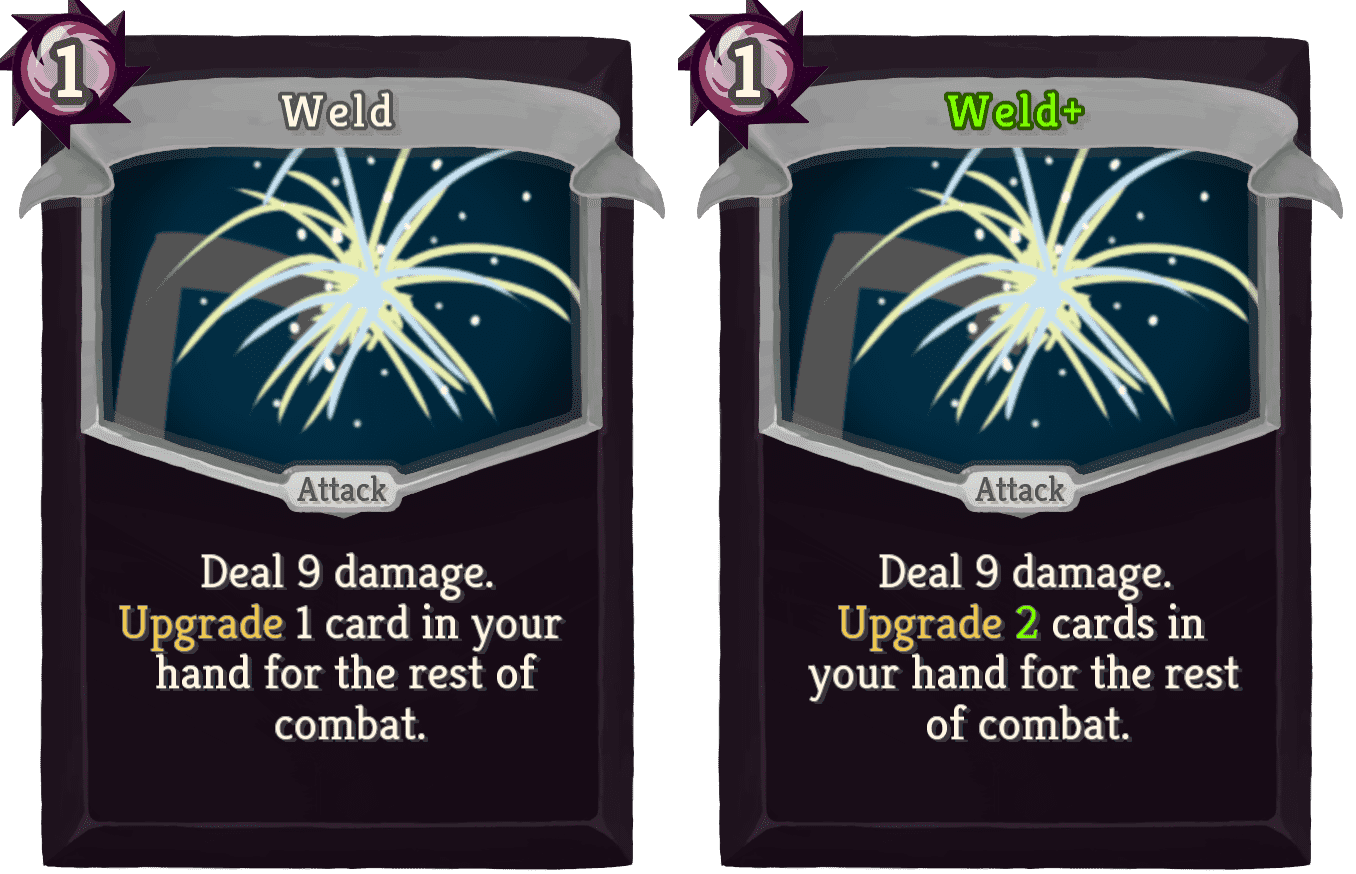 1
Weld
Attack
Deal 9 damage.
Upgrade 1 card in your
hand for the rest of
combat.
1
Weld+
Attack
Deal 9 damage.
Upgrade 2 cards in
your hand for the rest
of combat.